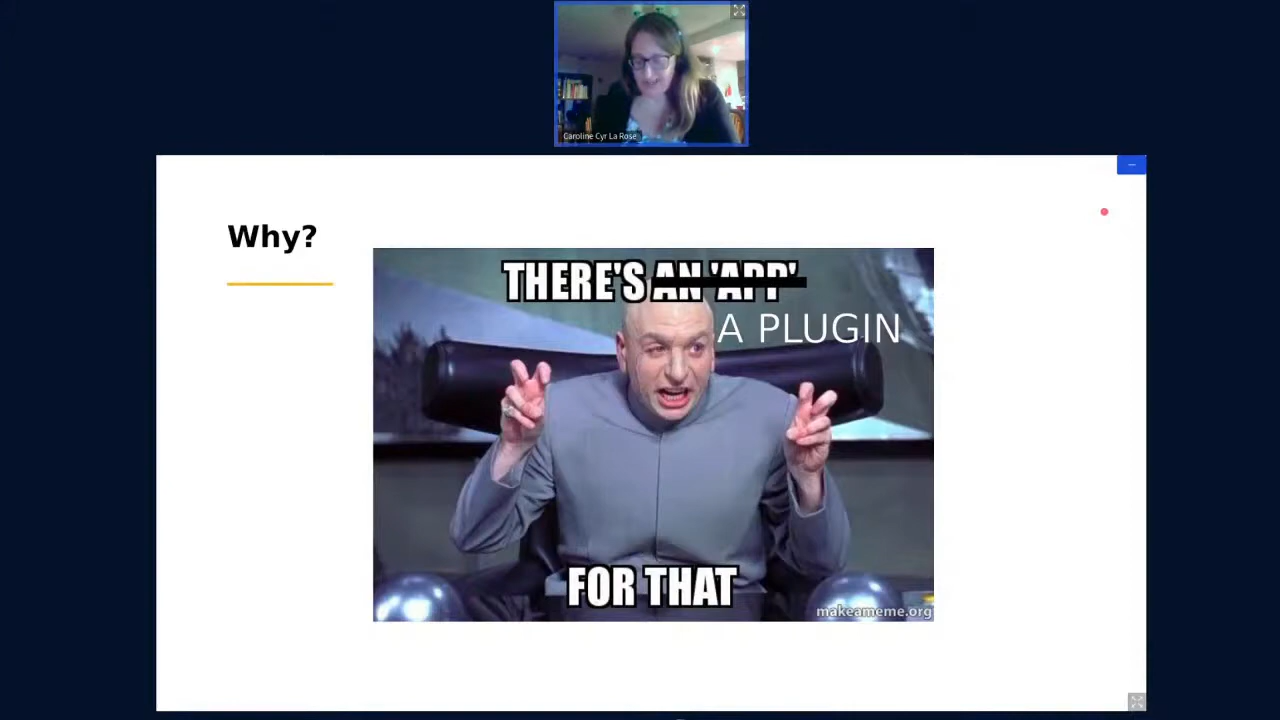 Caroline Cyr La Rose
Why?
THERE'S AN 'APP'
A PLUGIN
FOR THAT
makeameme.org